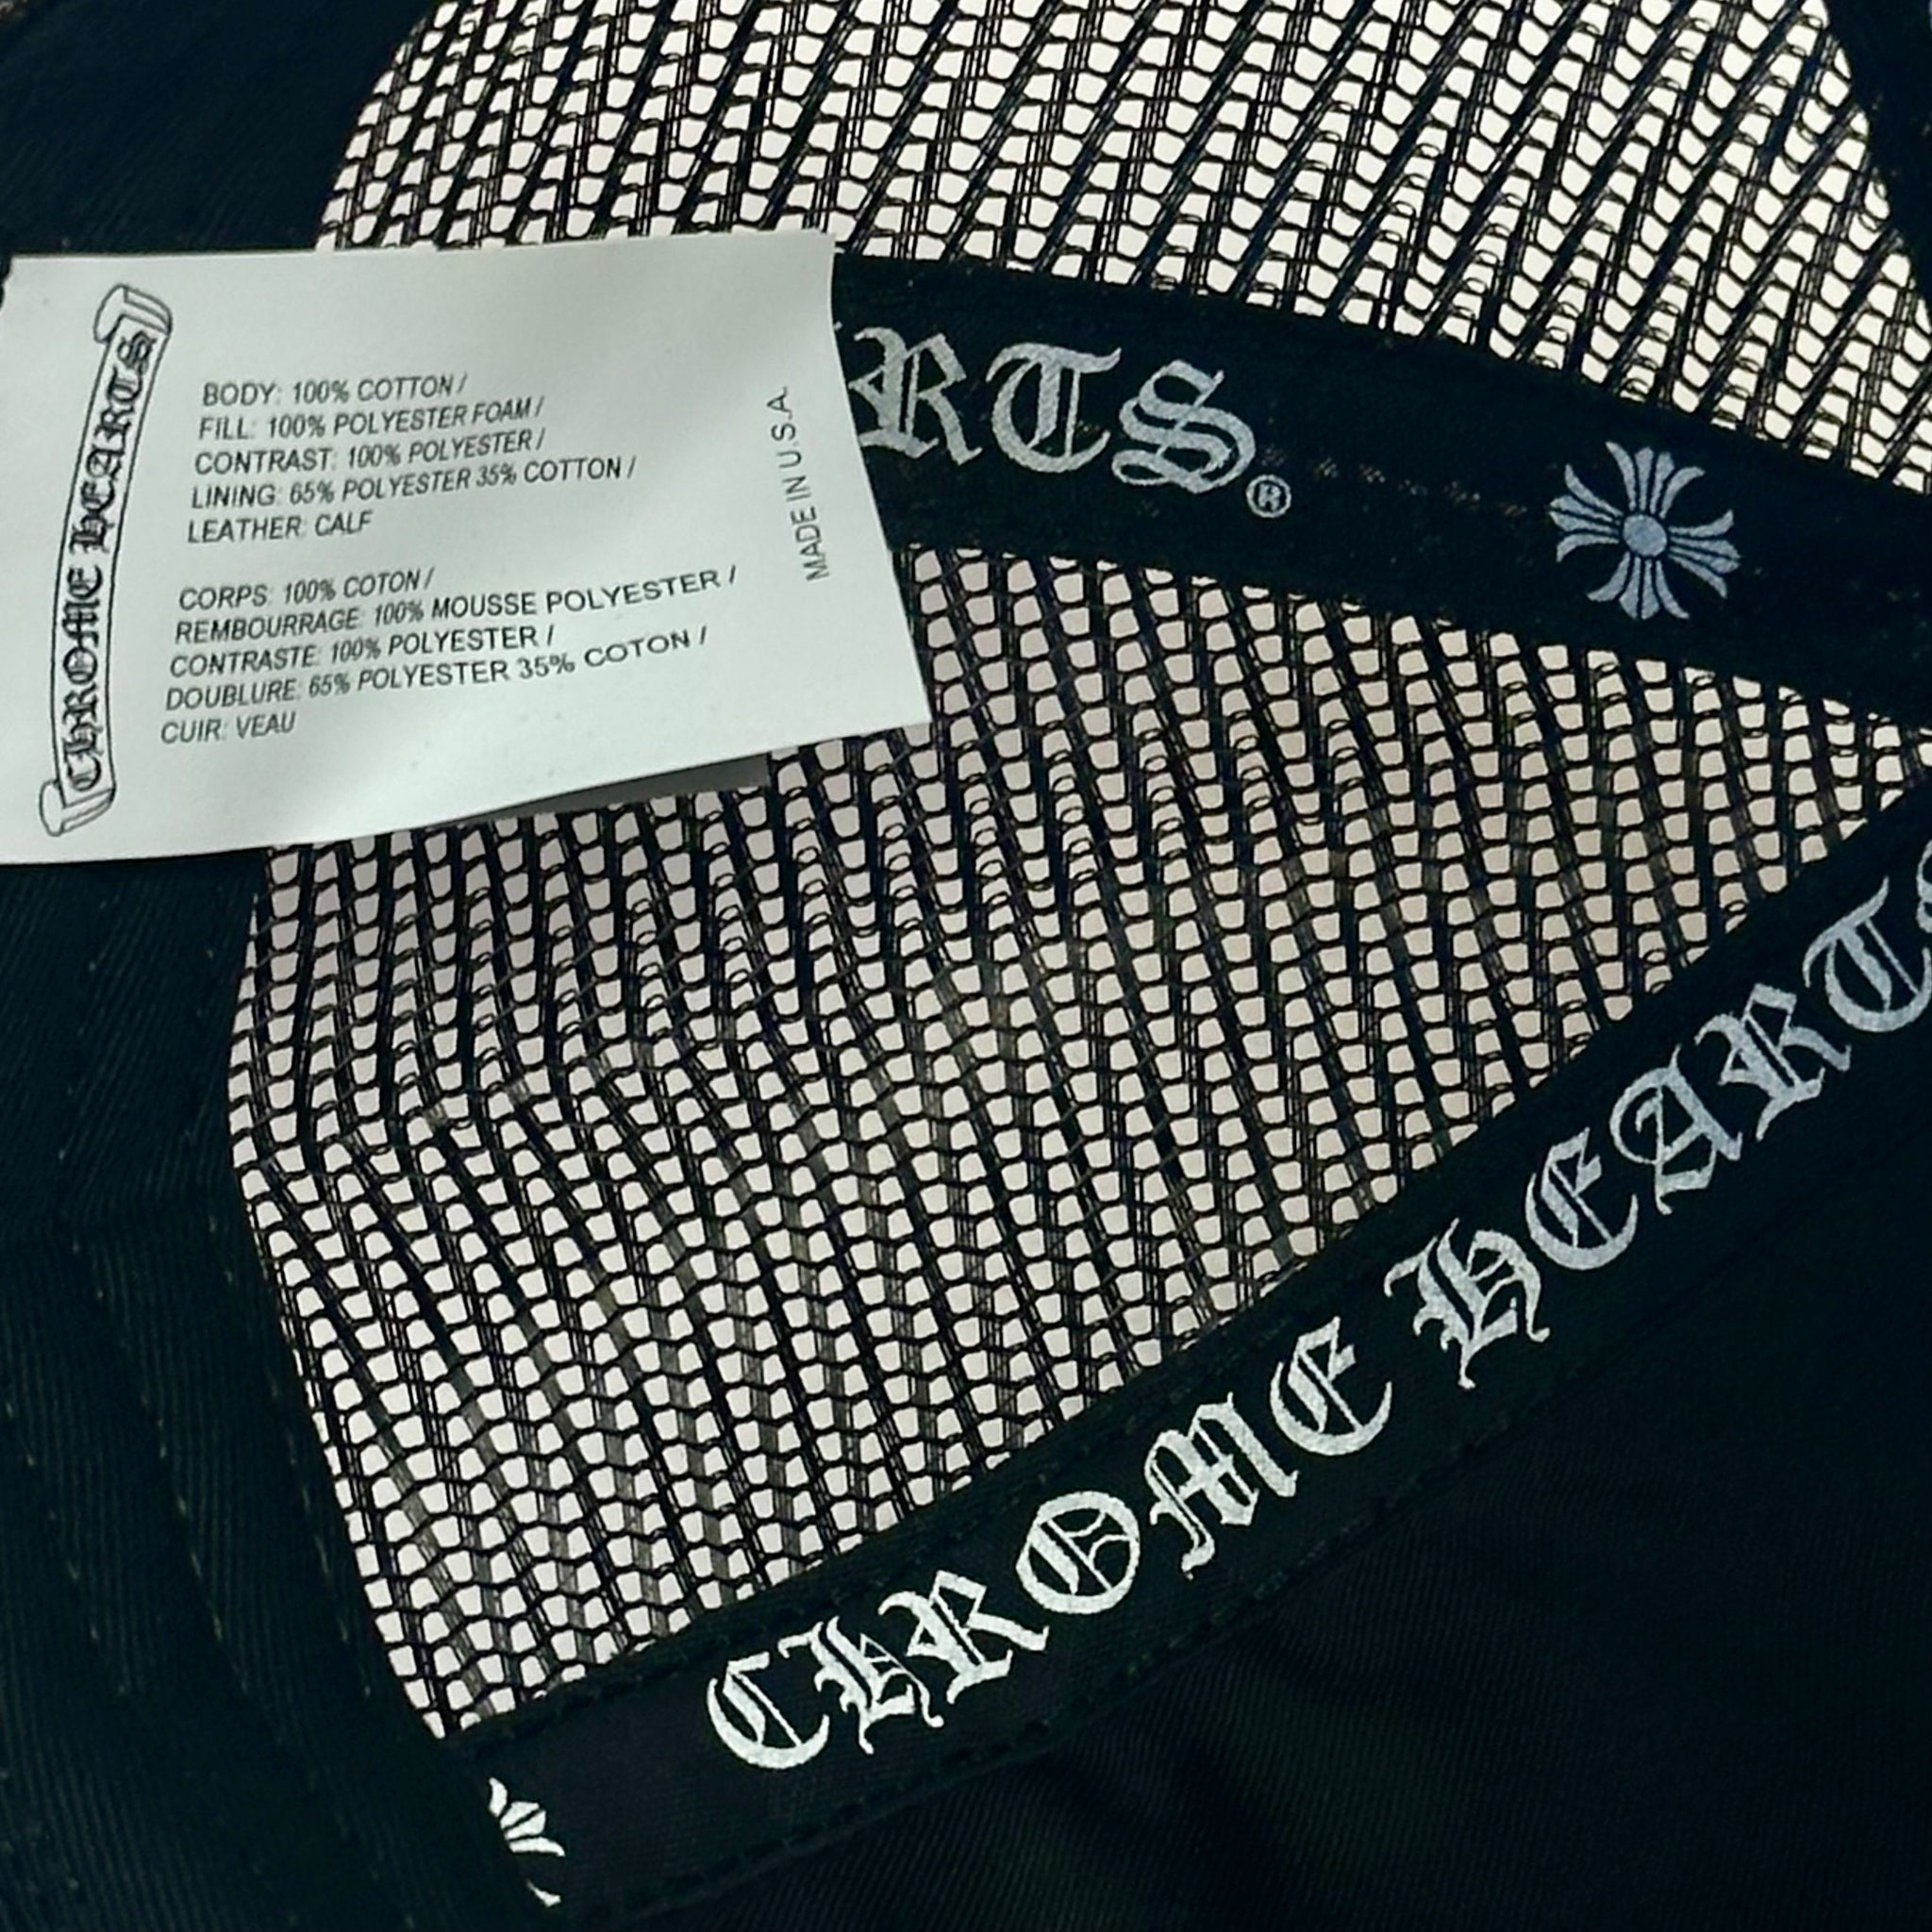 CHROME HEARTS
BODY: 100% COTTON /
FILL: 100% POLYESTER FOAM /
CONTRAST: 100% POLYESTER /
LINING: 65% POLYESTER 35% COTTON /
LEATHER: CALF
CORPS: 100% COTON /
REMBOURRAGE: 100% MOUSSE POLYESTER /
CONTRASTE: 100% POLYESTER /
DOUBLURE: 65% POLYESTER 35% COTON /
CUIR: VEAU
MADE IN U.S.A.
ARTS®
CHROME HEARTS